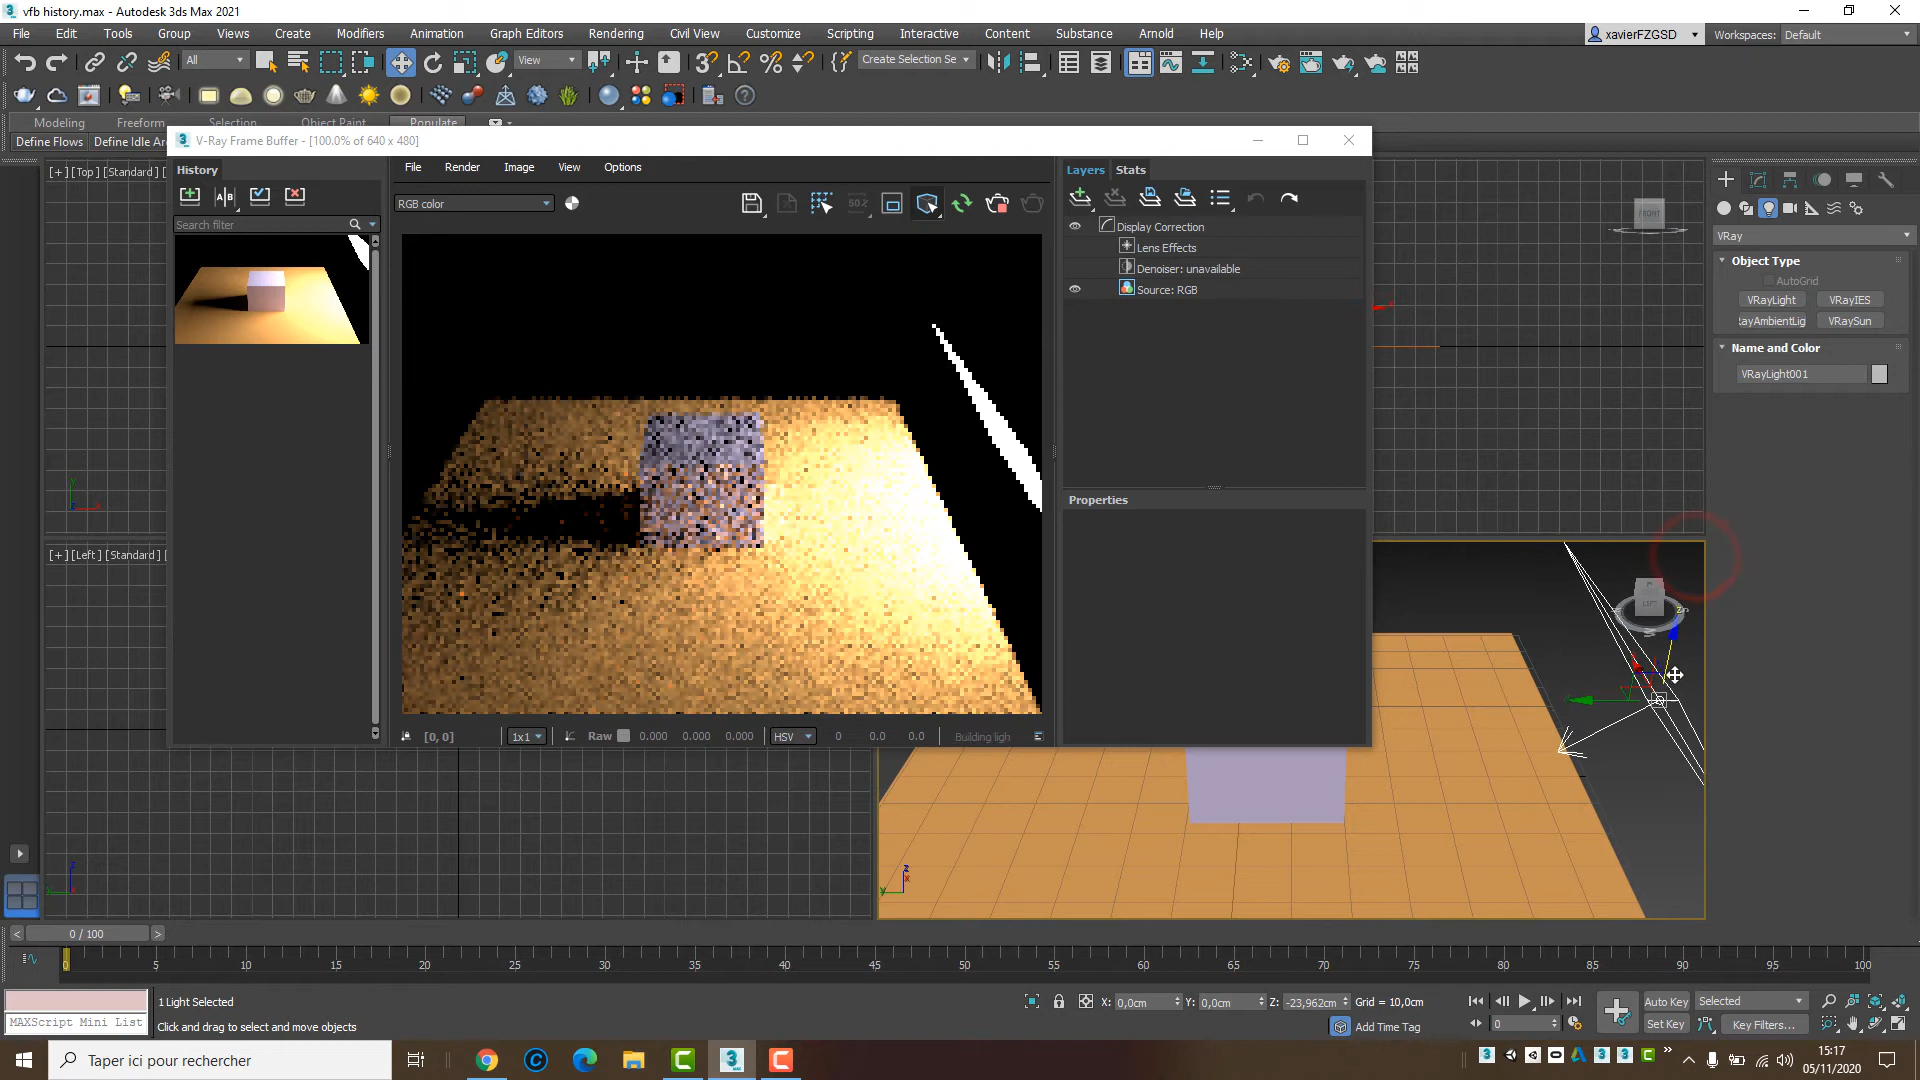 vfb history.max - Autodesk 3ds Max 2021
File Edit Tools Group Views Create Modifiers Animation Graph Editors Rendering Civil View Customize Scripting Interactive Content Substance Arnold Help
xavierFZGSD Workspaces: Default
All View Create Selection Se
Modeling Freeform Selection Object Paint Populate
Define Flows Define Idle Are
V-Ray Frame Buffer - [100.0% of 640 x 480]
[+] [Top] [Standard]
History
File Render Image View Options
Layers Stats
RGB color
50%
Search filter
Display Correction
Lens Effects
Denoiser: unavailable
Source: RGB
Properties
FRONT
VRay
Object Type
AutoGrid
VRayLight VRayIES
RayAmbientLig VRaySun
Name and Color
VRayLight001
[+] [Left] [Standard]
LEFT
[0, 0] 1x1 Raw 0.000 0.000 0.000 HSV 0 0.0 0.0 Building ligh
0 / 100
0 5 10 15 20 25 30 35 40 45 50 55 60 65 70 75 80 85 90 95 100
1 Light Selected
X: 0,0cm Y: 0,0cm Z: -23,962cm Grid = 10,0cm
Auto Key Selected
MAXScript Mini List
Click and drag to select and move objects
Add Time Tag
0
Set Key Key Filters...
Taper ici pour rechercher
15:17
05/11/2020